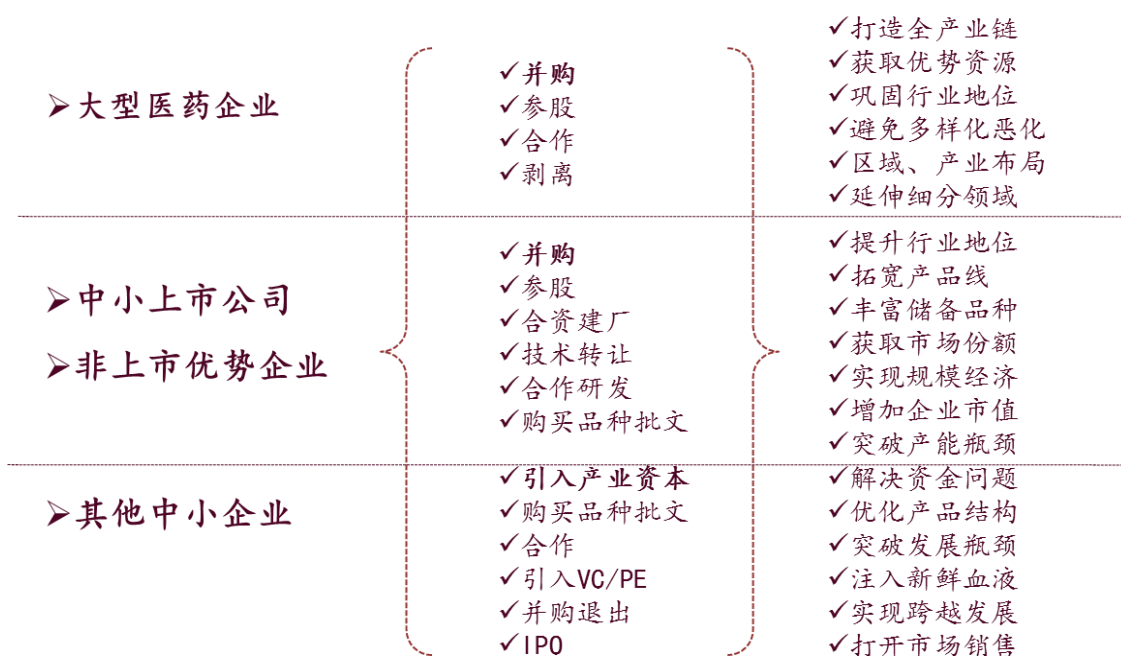 ➢大型医药企业
✓并购
✓参股
✓合作
✓剥离
✓打造全产业链
✓获取优势资源
✓巩固行业地位
✓避免多样化恶化
✓区域、产业布局
✓延伸细分领域
➢中小上市公司
➢非上市优势企业
✓并购
✓参股
✓合资建厂
✓技术转让
✓合作研发
✓购买品种批文
✓提升行业地位
✓拓宽产品线
✓丰富储备品种
✓获取市场份额
✓实现规模经济
✓增加企业市值
✓突破产能瓶颈
➢其他中小企业
✓引入产业资本
✓购买品种批文
✓合作
✓引入VC/PE
✓并购退出
✓IPO
✓解决资金问题
✓优化产品结构
✓突破发展瓶颈
✓注入新鲜血液
✓实现跨越发展
✓打开市场销售